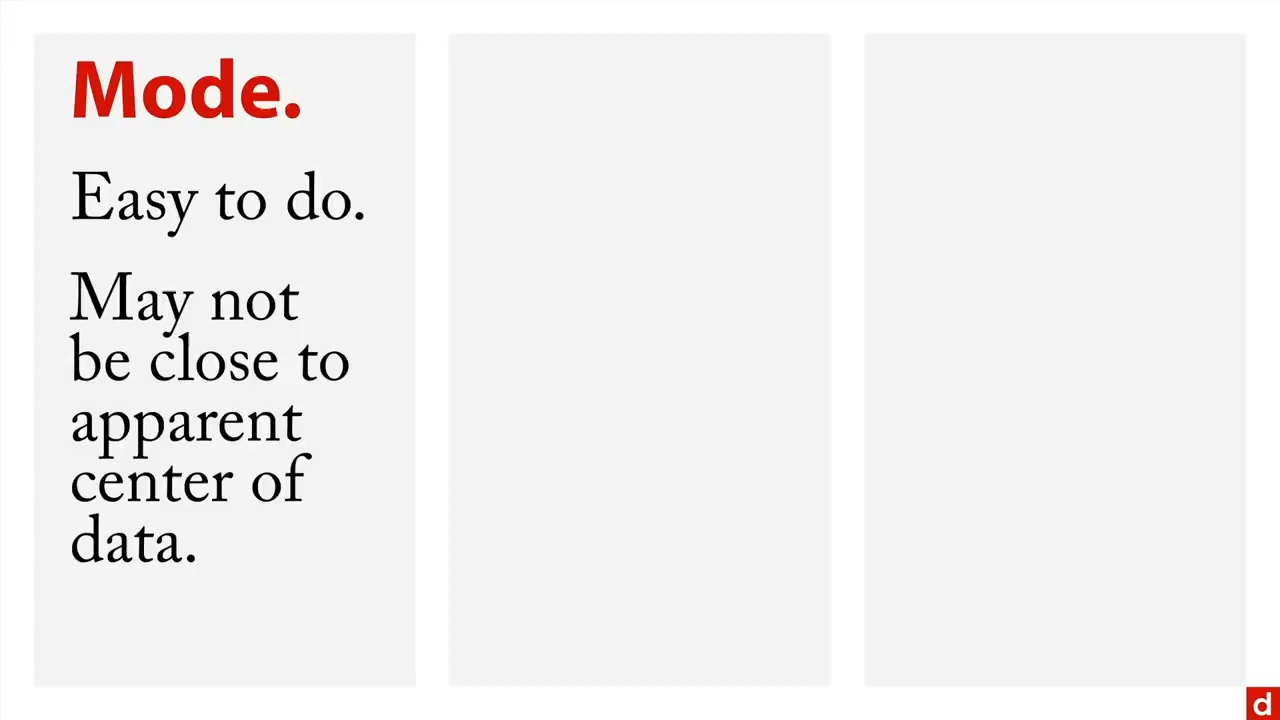 Mode.
Easy to do.
May not
be close to
apparent
center of
data.
d